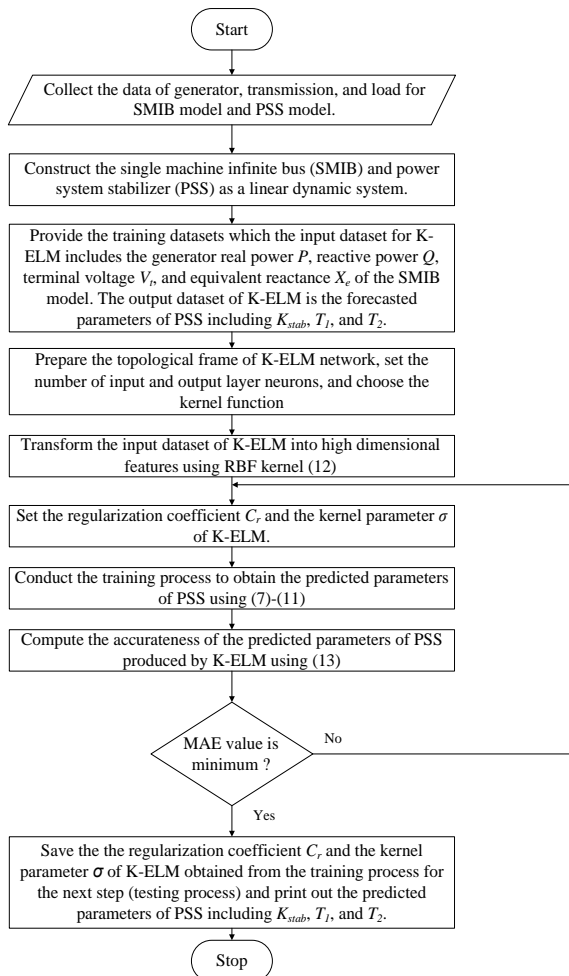 Start
Collect the data of generator, transmission, and load for
SMIB model and PSS model.
Construct the single machine infinite bus (SMIB) and power
system stabilizer (PSS) as a linear dynamic system.
Provide the training datasets which the input dataset for K-
ELM includes the generator real power P, reactive power Q,
terminal voltage Vt, and equivalent reactance Xe of the SMIB
model. The output dataset of K-ELM is the forecasted
parameters of PSS including Kstab, T1, and T2.
Prepare the topological frame of K-ELM network, set the
number of input and output layer neurons, and choose the
kernel function
Transform the input dataset of K-ELM into high dimensional
features using RBF kernel (12)
Set the regularization coefficient Cr and the kernel parameter σ
of K-ELM.
Conduct the training process to obtain the predicted parameters
of PSS using (7)-(11)
Compute the accurateness of the predicted parameters of PSS
produced by K-ELM using (13)
MAE value is
minimum ?
No
Yes
Save the the regularization coefficient Cr and the kernel
parameter σ of K-ELM obtained from the training process for
the next step (testing process) and print out the predicted
parameters of PSS including Kstab, T1, and T2.
Stop